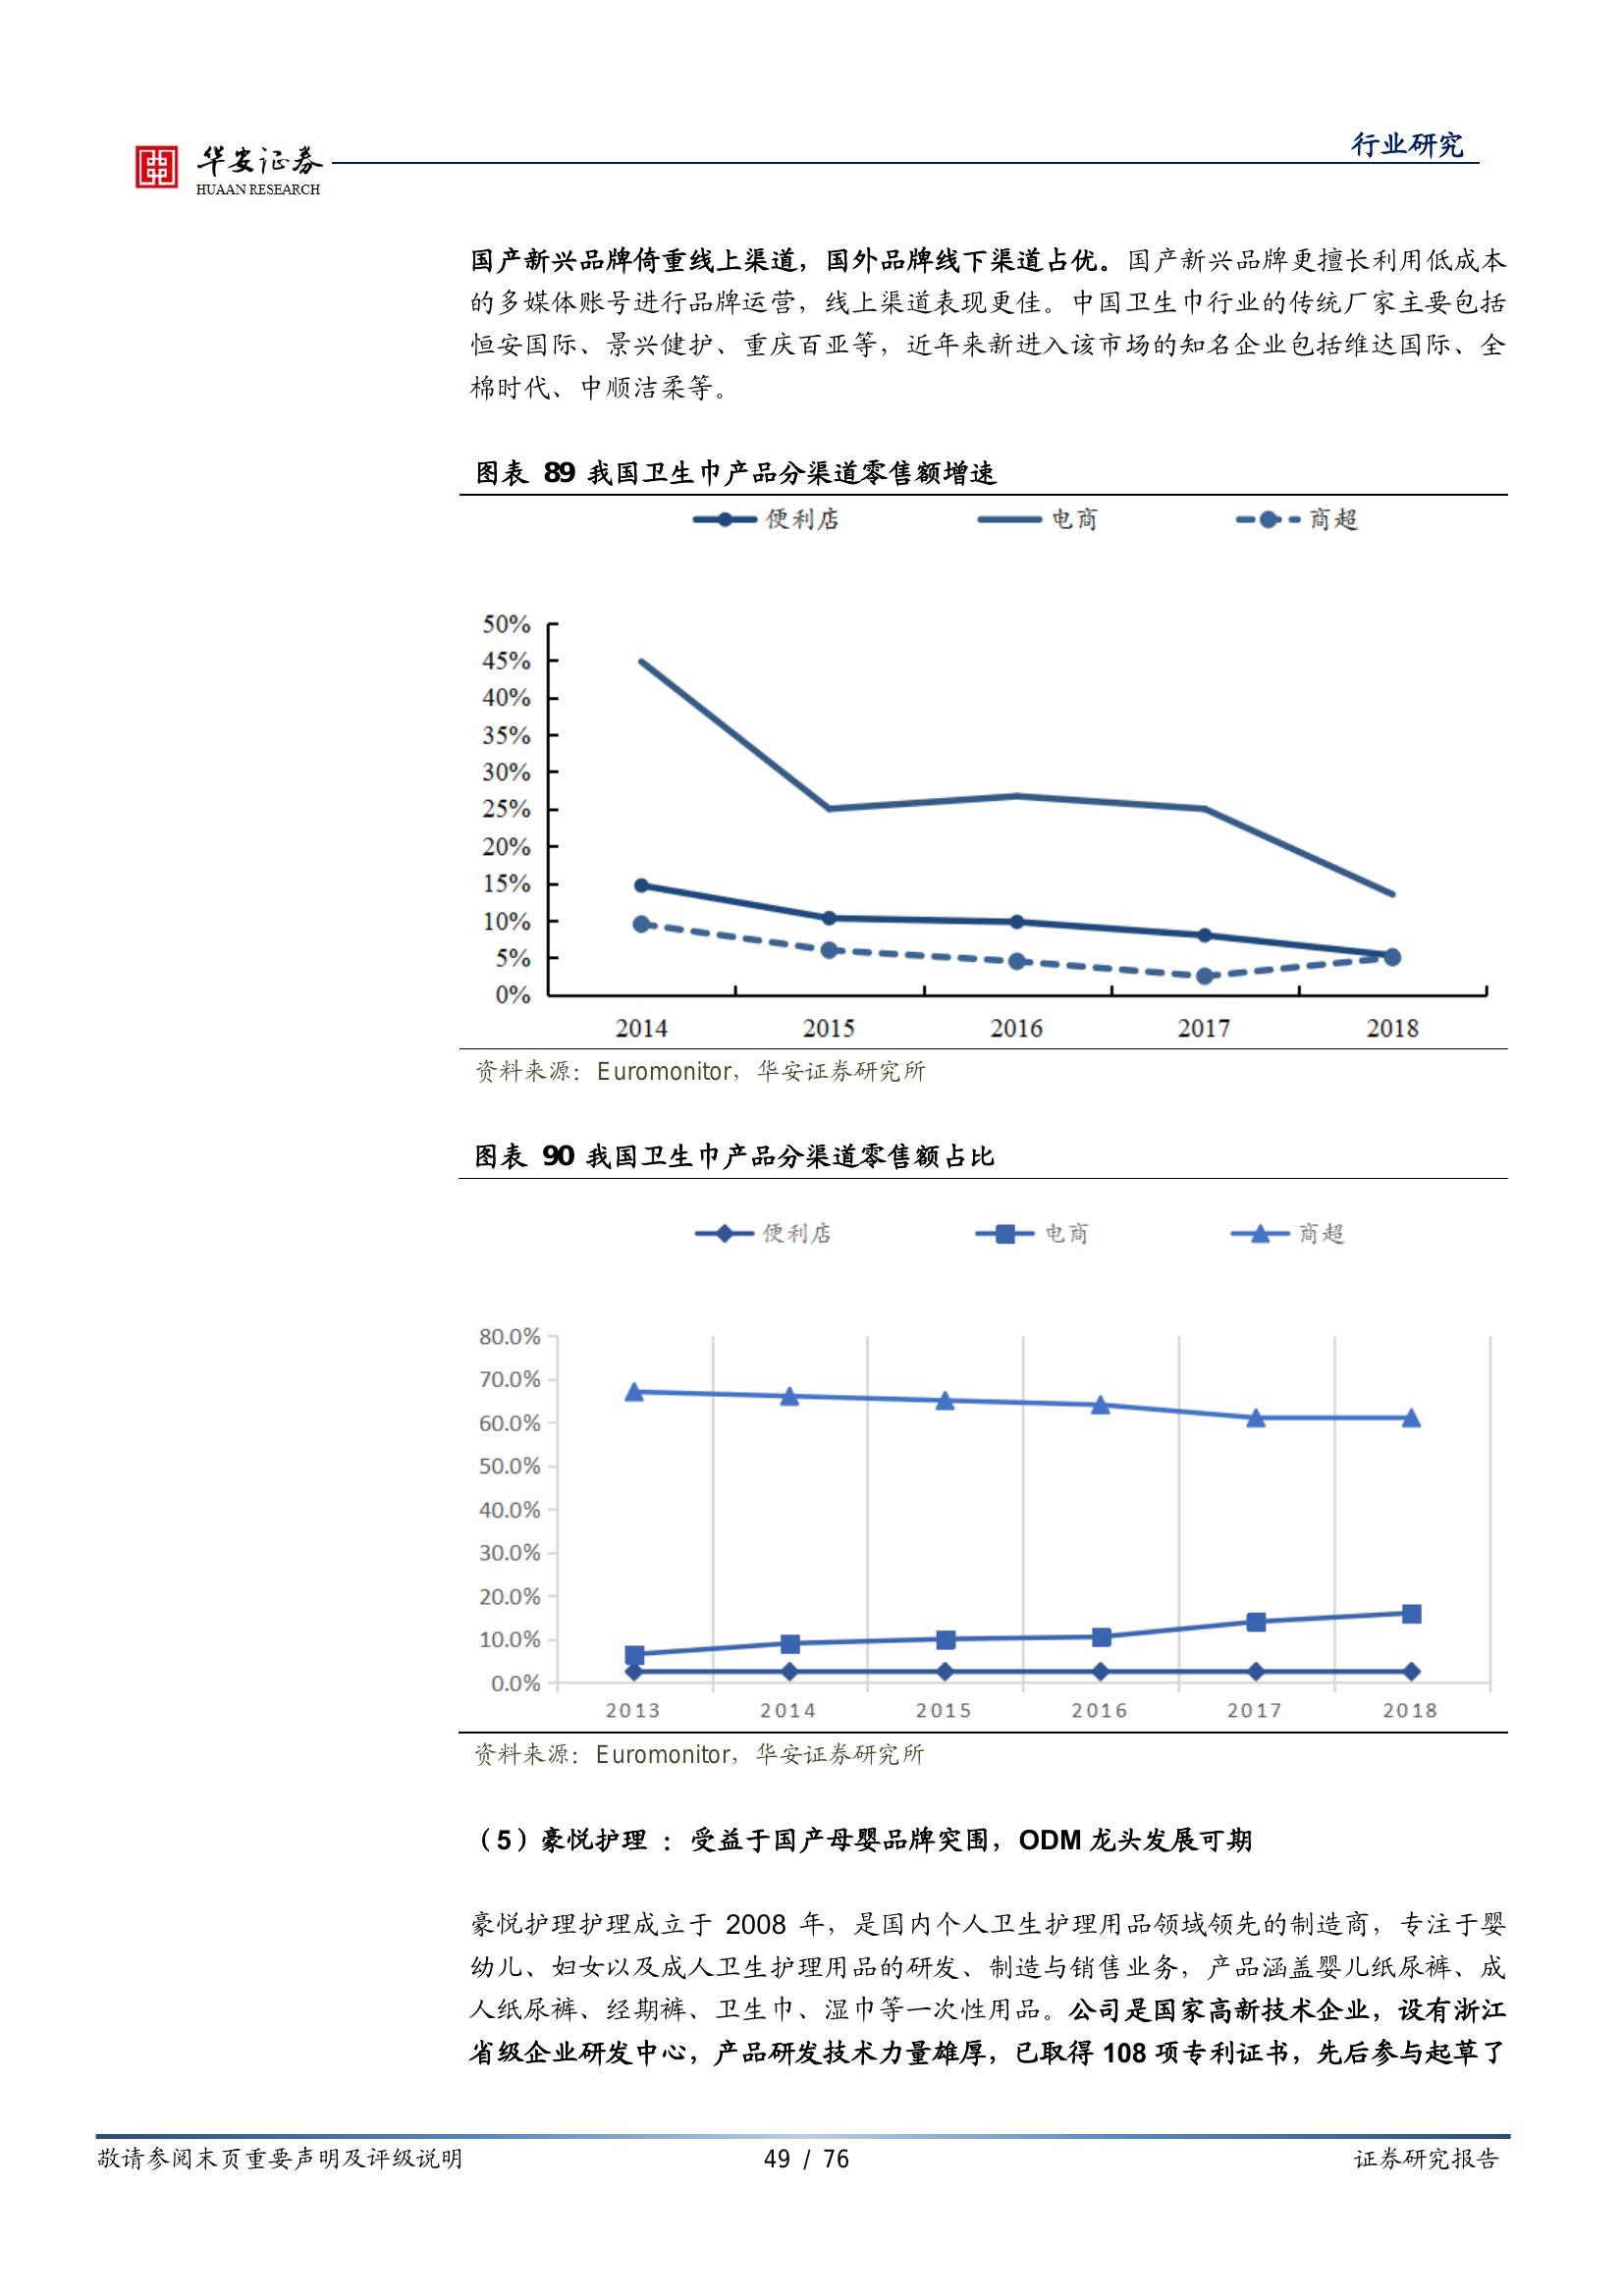 华安证券
HUAAN RESEARCH
行业研究
国产新兴品牌倚重线上渠道，国外品牌线下渠道占优。国产新兴品牌更擅长利用低成本
的多媒体账号进行品牌运营，线上渠道表现更佳。中国卫生巾行业的传统厂家主要包括
恒安国际、景兴健护、重庆百亚等，近年来新进入该市场的知名企业包括维达国际、全
棉时代、中顺洁柔等。
图表 89 我国卫生巾产品分渠道零售额增速
便利店 电商 商超
50%
45%
40%
35%
30%
25%
20%
15%
10%
5%
0%
2014 2015 2016 2017 2018
资料来源：Euromonitor，华安证券研究所
图表 90 我国卫生巾产品分渠道零售额占比
便利店 电商 商超
80.0%
70.0%
60.0%
50.0%
40.0%
30.0%
20.0%
10.0%
0.0%
2013 2014 2015 2016 2017 2018
资料来源：Euromonitor，华安证券研究所
（5）豪悦护理 ：受益于国产母婴品牌突围，ODM 龙头发展可期
豪悦护理护理成立于 2008 年，是国内个人卫生护理用品领域领先的制造商，专注于婴
幼儿、妇女以及成人卫生护理用品的研发、制造与销售业务，产品涵盖婴儿纸尿裤、成
人纸尿裤、经期裤、卫生巾、湿巾等一次性用品。公司是国家高新技术企业，设有浙江
省级企业研发中心，产品研发技术力量雄厚，已取得 108 项专利证书，先后参与起草了
敬请参阅末页重要声明及评级说明 49 / 76 证券研究报告